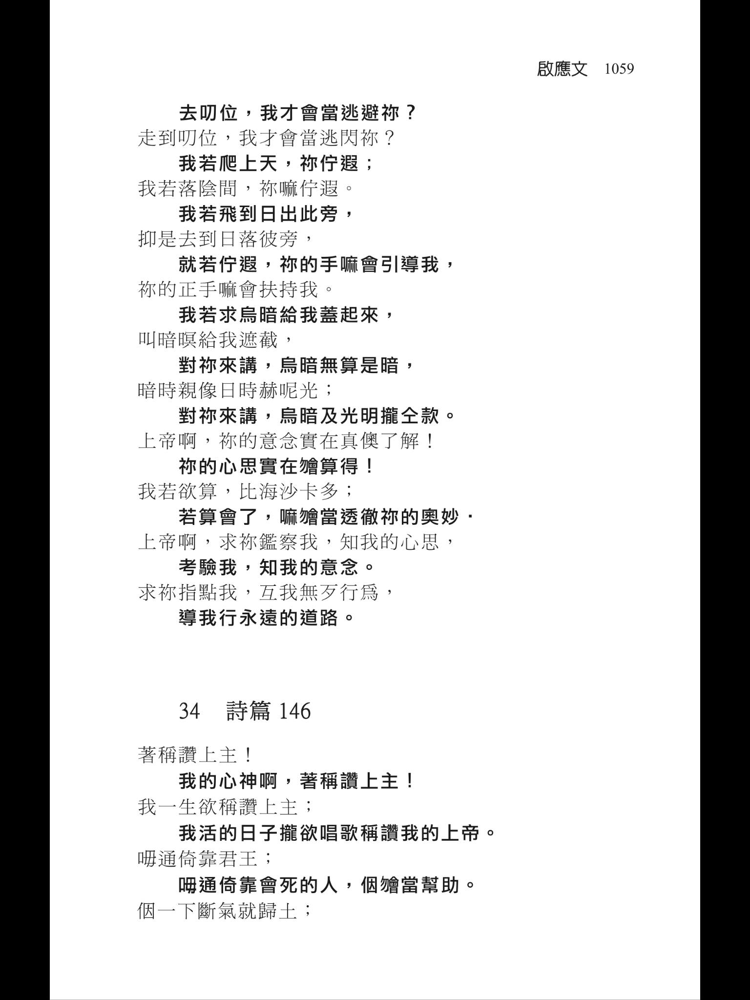 啟應文　1059
去叨位，我才會當逃避祢？
走到叨位，我才會當逃閃祢？
我若爬上天，祢佇遐；
我若落陰間，祢嘛佇遐。
我若飛到日出此旁，
抑是去到日落彼旁，
就若佇遐，祢的手嘛會引導我，
祢的正手嘛會扶持我。
我若求烏暗給我蓋起來，
叫暗暝給我遮截，
對祢來講，烏暗無算是暗，
暗時親像日時赫呢光；
對祢來講，烏暗及光明攏仝款。
上帝啊，祢的意念實在真僫了解！
祢的心思實在𣍐算得！
我若欲算，比海沙卡多；
若算會了，嘛𣍐當透徹祢的奧妙．
上帝啊，求祢鑑察我，知我的心思，
考驗我，知我的意念。
求祢指點我，互我無歹行爲，
導我行永遠的道路。
34　詩篇 146
著稱讚上主！
我的心神啊，著稱讚上主！
我一生欲稱讚上主；
我活的日子攏欲唱歌稱讚我的上帝。
呣通倚靠君王；
呣通倚靠會死的人，個𣍐當幫助。
個一下斷氣就歸土；